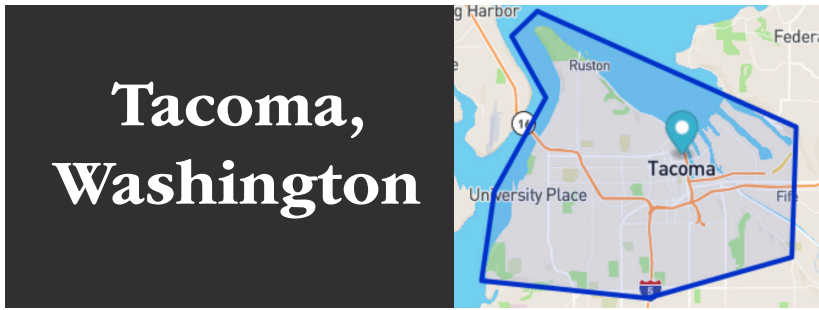 Tacoma,
Washington
g Harbor
Federa
Ruston
e
16
Tacoma
University Place
Fife
5